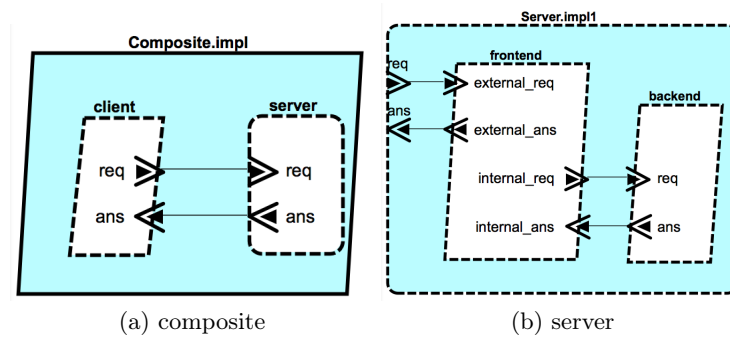 Composite.impl
client
server
req
req
ans
ans
(a) composite
Server.impl1
frontend
req
external_req
backend
ans
external_ans
internal_req
req
internal_ans
ans
(b) server